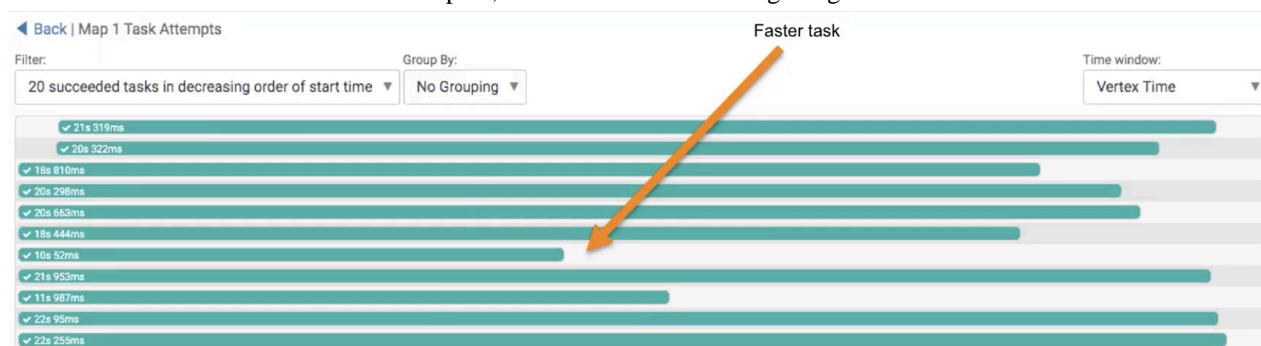 Back | Map 1 Task Attempts
Faster task
Filter:
Group By:
Time window:
20 succeeded tasks in decreasing order of start time
No Grouping
Vertex Time
21s 319ms
20s 322ms
18s 810ms
20s 298ms
20s 663ms
18s 444ms
10s 52ms
21s 953ms
11s 987ms
22s 95ms
22s 255ms